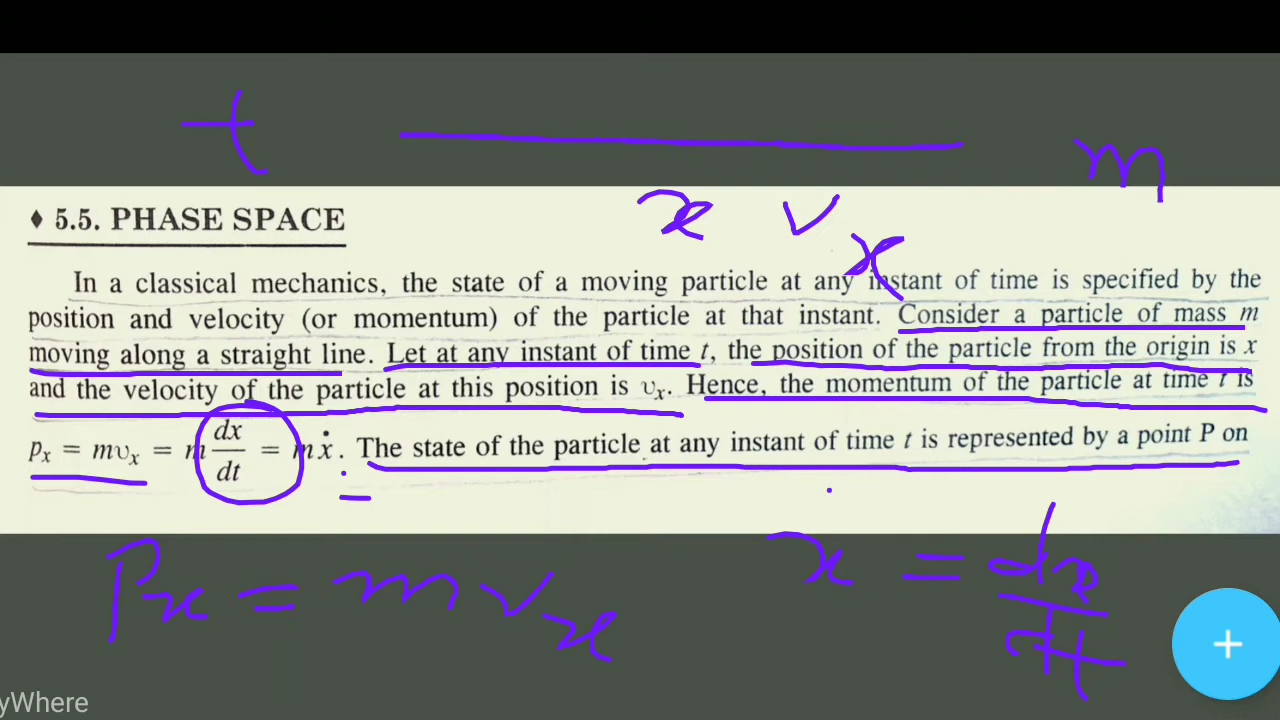 t m
x vₓ
♦ 5.5. PHASE SPACE
In a classical mechanics, the state of a moving particle at any instant of time is specified by the
position and velocity (or momentum) of the particle at that instant. Consider a particle of mass m
moving along a straight line. Let at any instant of time t, the position of the particle from the origin is x
and the velocity of the particle at this position is υₓ. Hence, the momentum of the particle at time t is
pₓ = mυₓ = m dx/dt = mẋ. The state of the particle at any instant of time t is represented by a point P on
Pₓ = mvₓ ẋ = dx/dt
+
yWhere